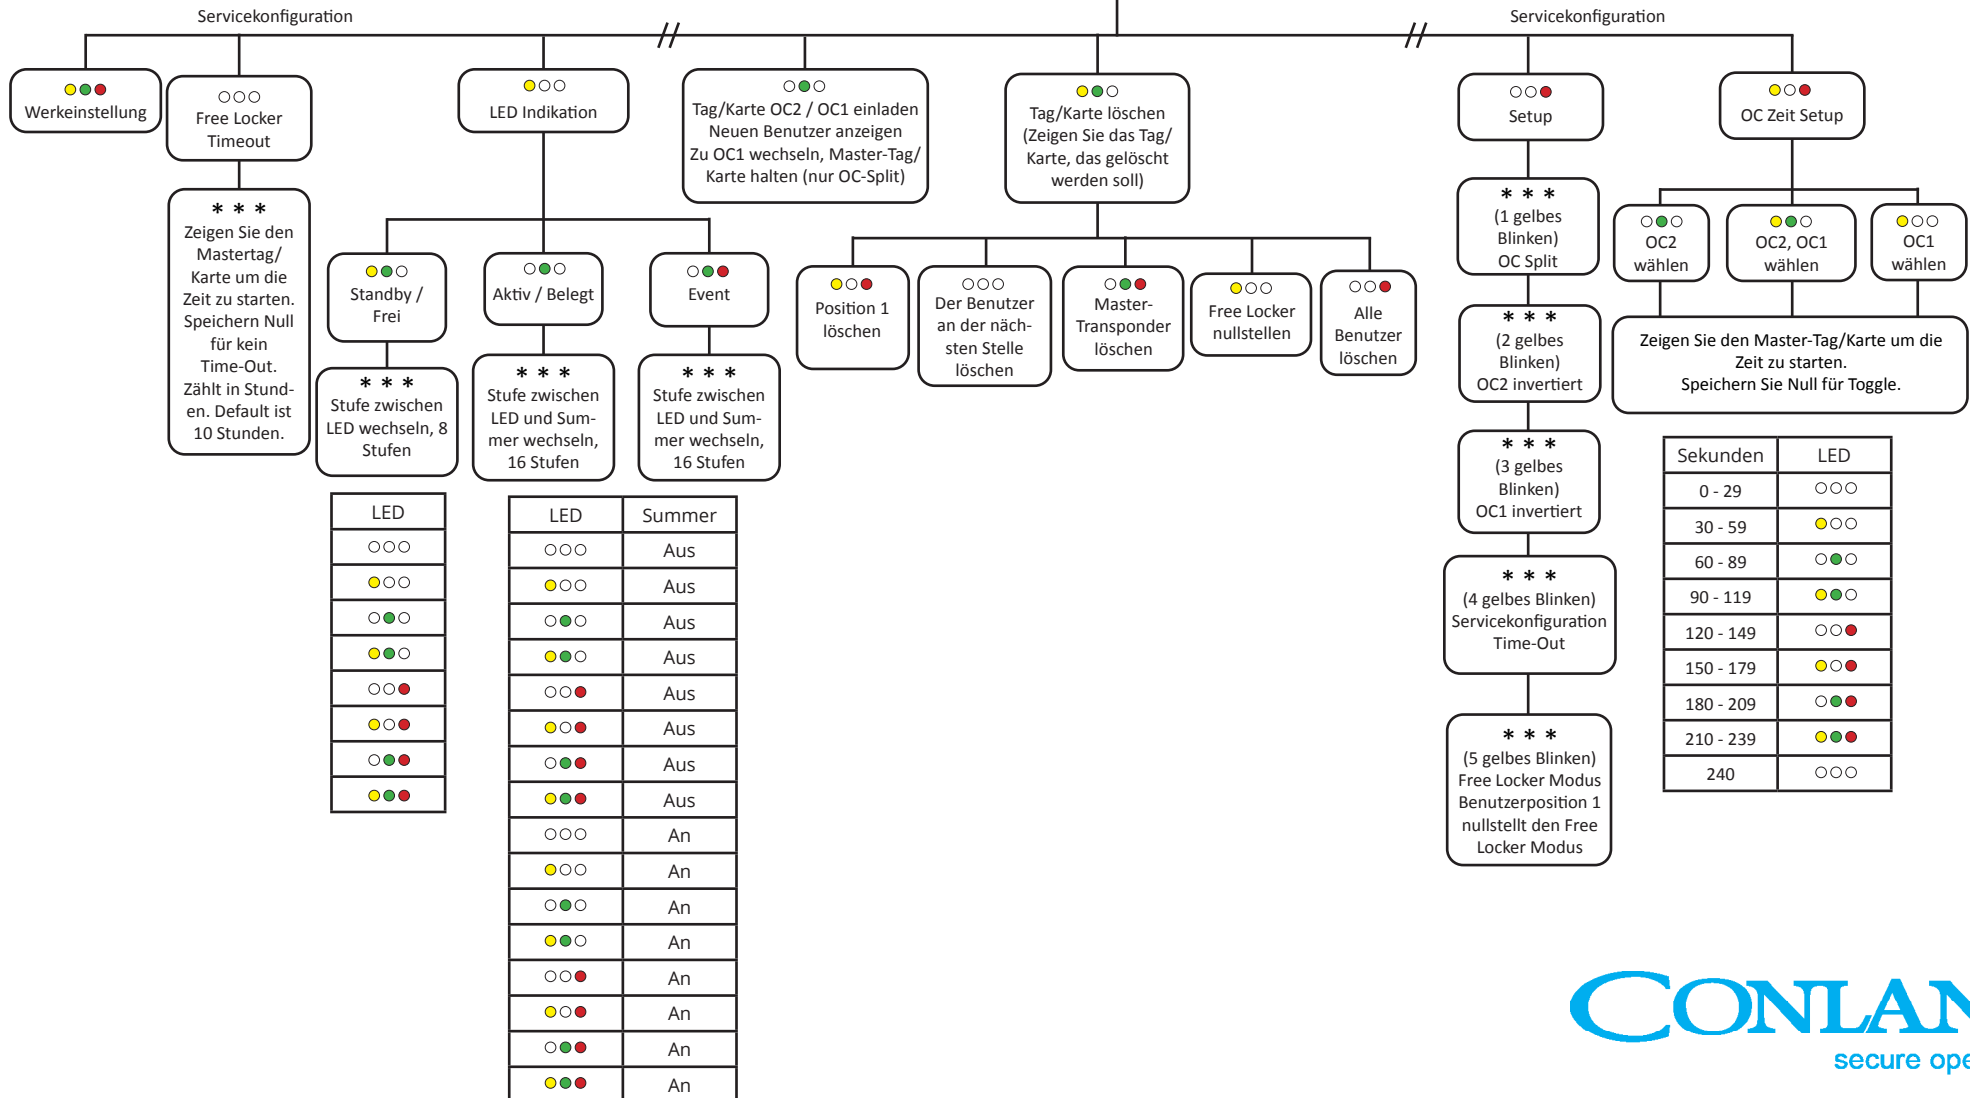 Servicekonfiguration
Servicekonfiguration
Werkeinstellung
Free Locker
Timeout
LED Indikation
Tag/Karte OC2 / OC1 einladen
Neuen Benutzer anzeigen
Zu OC1 wechseln, Master-Tag/
Karte halten (nur OC-Split)
Tag/Karte löschen
(Zeigen Sie das Tag/
Karte, das gelöscht
werden soll)
Setup
OC Zeit Setup
* * *
Zeigen Sie den
Mastertag/
Karte um die
Zeit zu starten.
Speichern Null
für kein
Time-Out.
Zählt in Stund-
en. Default ist
10 Stunden.
Standby /
Frei
Aktiv / Belegt
Event
* * *
Stufe zwischen
LED wechseln, 8
Stufen
* * *
Stufe zwischen
LED und Sum-
mer wechseln,
16 Stufen
* * *
Stufe zwischen
LED und Sum-
mer wechseln,
16 Stufen
Position 1
löschen
Der Benutzer
an der näch-
sten Stelle
löschen
Master-
Transponder
löschen
Free Locker
nullstellen
Alle
Benutzer
löschen
* * *
(1 gelbes
Blinken)
OC Split
* * *
(2 gelbes
Blinken)
OC2 invertiert
* * *
(3 gelbes
Blinken)
OC1 invertiert
* * *
(4 gelbes Blinken)
Servicekonfiguration
Time-Out
* * *
(5 gelbes Blinken)
Free Locker Modus
Benutzerposition 1
nullstellt den Free
Locker Modus
OC2
wählen
OC2, OC1
wählen
OC1
wählen
Zeigen Sie den Master-Tag/Karte um die
Zeit zu starten.
Speichern Sie Null für Toggle.
LED
LED Summer
Aus
Aus
Aus
Aus
Aus
Aus
Aus
Aus
An
An
An
An
An
An
An
An
Sekunden LED
0 - 29
30 - 59
60 - 89
90 - 119
120 - 149
150 - 179
180 - 209
210 - 239
240
CONLAN
secure ope